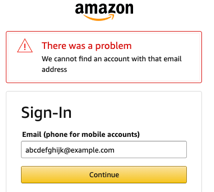 amazon
There was a problem
We cannot find an account with that email
address
Sign-In
Email (phone for mobile accounts)
abcdefghijk@example.com
Continue